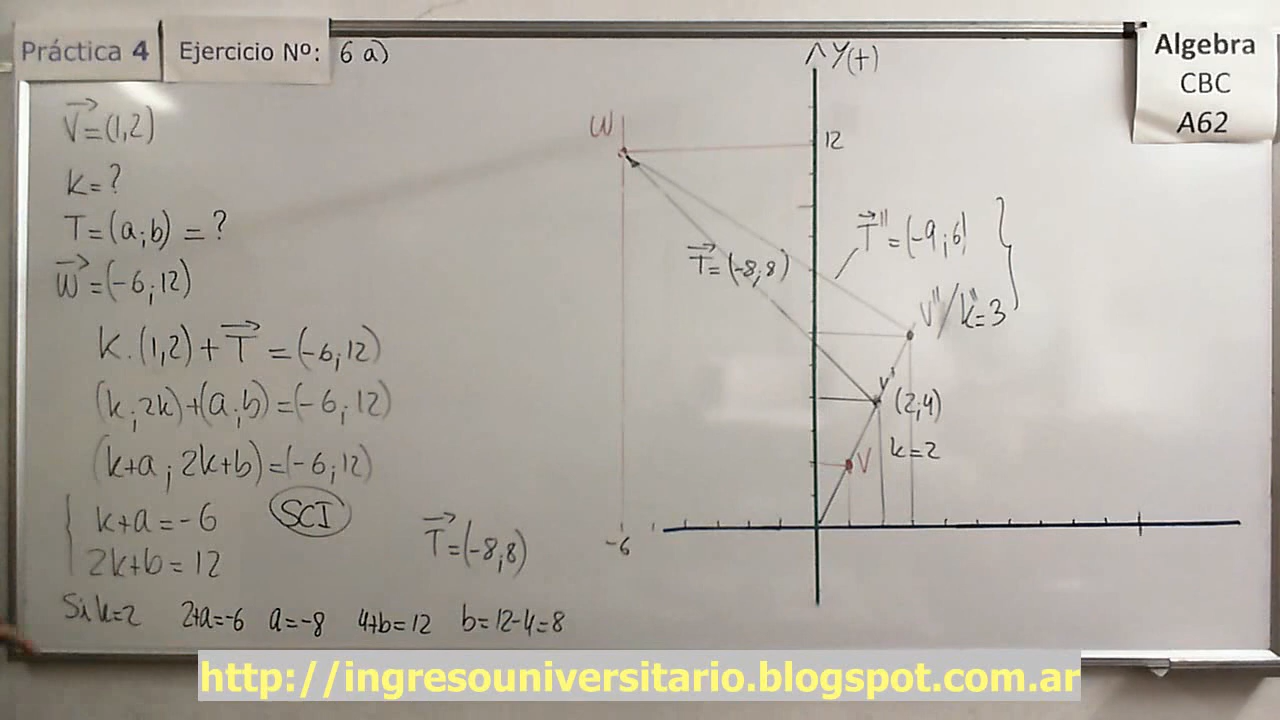 Práctica 4 Ejercicio Nº: 6 a)
Algebra
CBC
A62
V⃗=(1,2)
k=?
T=(a;b)=?
W⃗=(-6;12)
K.(1,2)+T⃗=(-6,12)
(k;2k)+(a;b)=(-6;12)
(k+a;2k+b)=(-6;12)
k+a=-6
2k+b=12
SCI
T⃗=(-8;8)
Si k=2 2+a=-6 a=-8 4+b=12 b=12-4=8
Y(+)
W
12
T⃗"=(-9;6)
T⃗=(-8;8)
V"/k"=3
V'
(2;4)
k=2
V
-6
http://ingresouniversitario.blogspot.com.ar